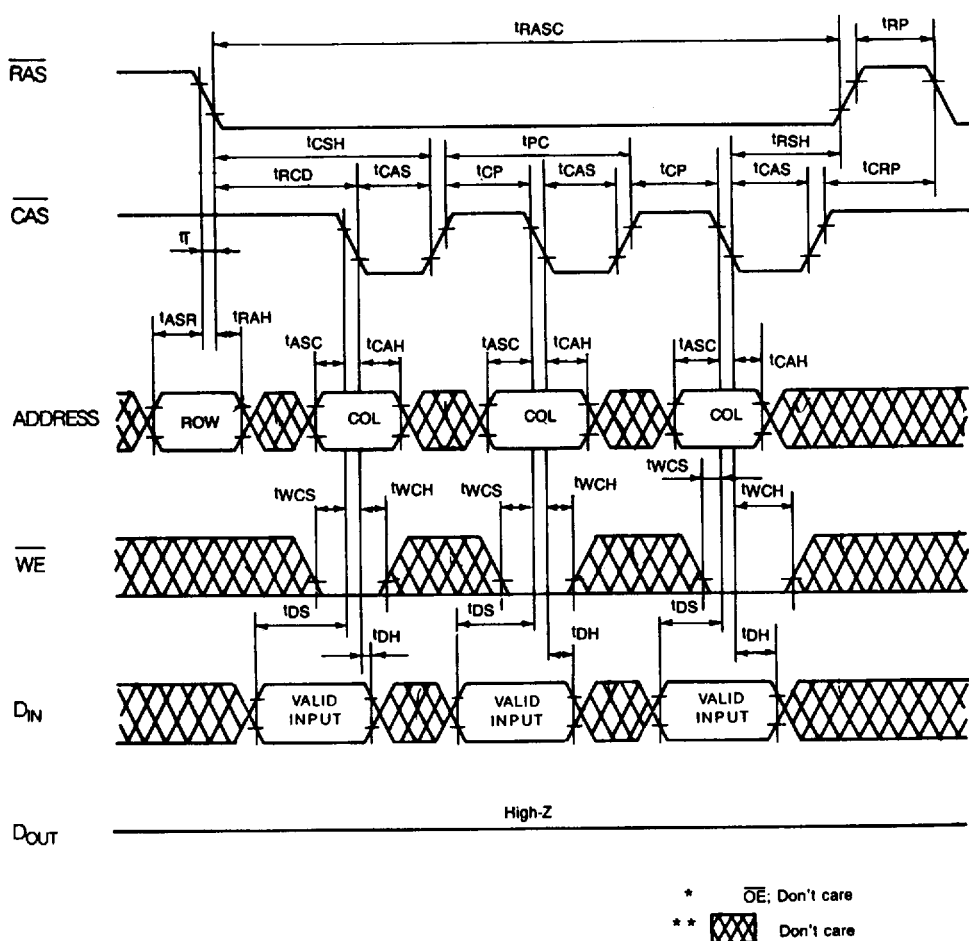 tRASC
tRP
RAS
tCSH
tPC
tRSH
tRCD
tCAS
tCP
tCAS
tCP
tCAS
tCRP
CAS
tT
tASR
tRAH
tASC
tCAH
tASC
tCAH
tASC
tCAH
ADDRESS
ROW
COL
COL
COL
tWCS
tWCH
tWCS
tWCH
tWCS
tWCH
WE
tDS
tDH
tDS
tDH
tDS
tDH
DIN
VALID INPUT
VALID INPUT
VALID INPUT
High-Z
DOUT
* OE; Don't care
** Don't care